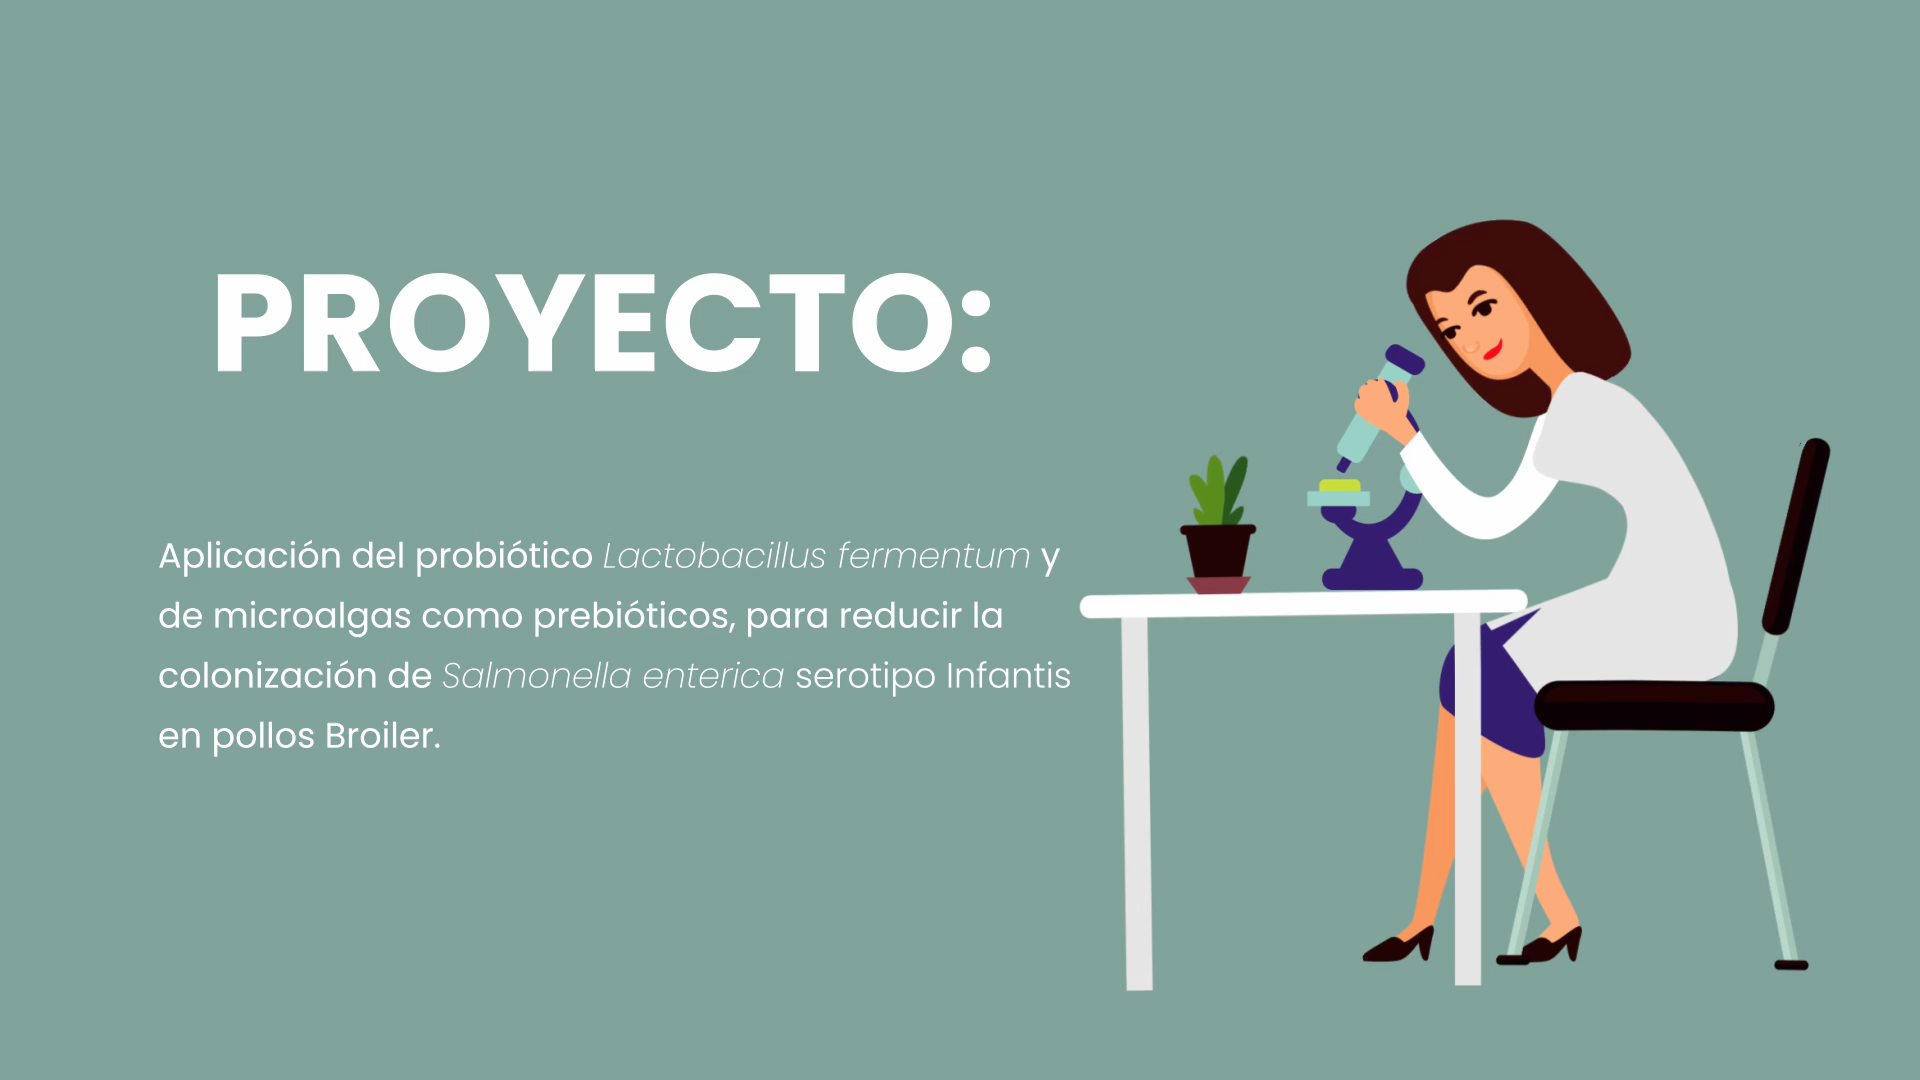 PROYECTO:
Aplicación del probiótico Lactobacillus fermentum y
de microalgas como prebióticos, para reducir la
colonización de Salmonella enterica serotipo Infantis
en pollos Broiler.